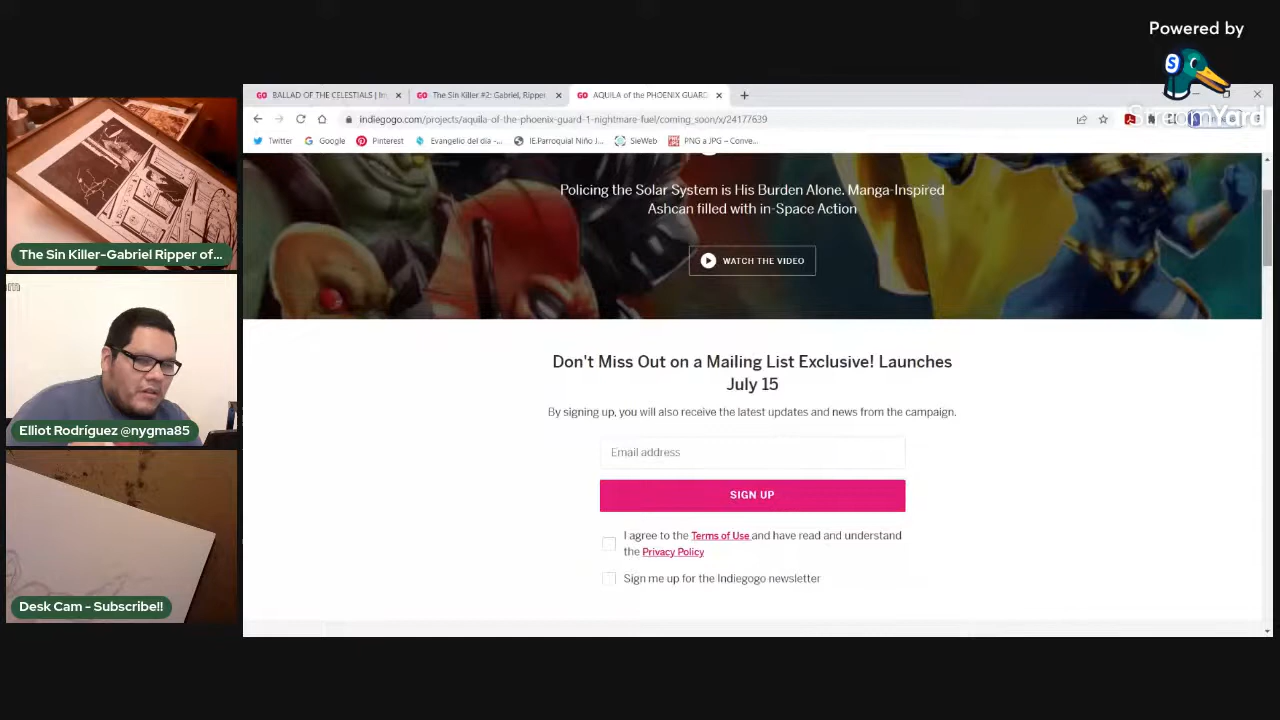 Powered by
S
StreamYard
BALLAD OF THE CELESTIALS | Im
The Sin Killer #2: Gabriel, Ripper
AQUILA of the PHOENIX GUARD
indiegogo.com/projects/aquila-of-the-phoenix-guard-1-nightmare-fuel/coming_soon/x/24177639
Twitter
Google
Pinterest
Evangelio del día -...
IE.Parroquial Niño J...
SieWeb
PNG a JPG – Conve...
Policing the Solar System is His Burden Alone. Manga-Inspired
Ashcan filled with in-Space Action
WATCH THE VIDEO
Don't Miss Out on a Mailing List Exclusive! Launches
July 15
By signing up, you will also receive the latest updates and news from the campaign.
Email address
SIGN UP
I agree to the Terms of Use and have read and understand
the Privacy Policy
Sign me up for the Indiegogo newsletter
The Sin Killer-Gabriel Ripper of...
Elliot Rodríguez @nygma85
Desk Cam - Subscribe!!